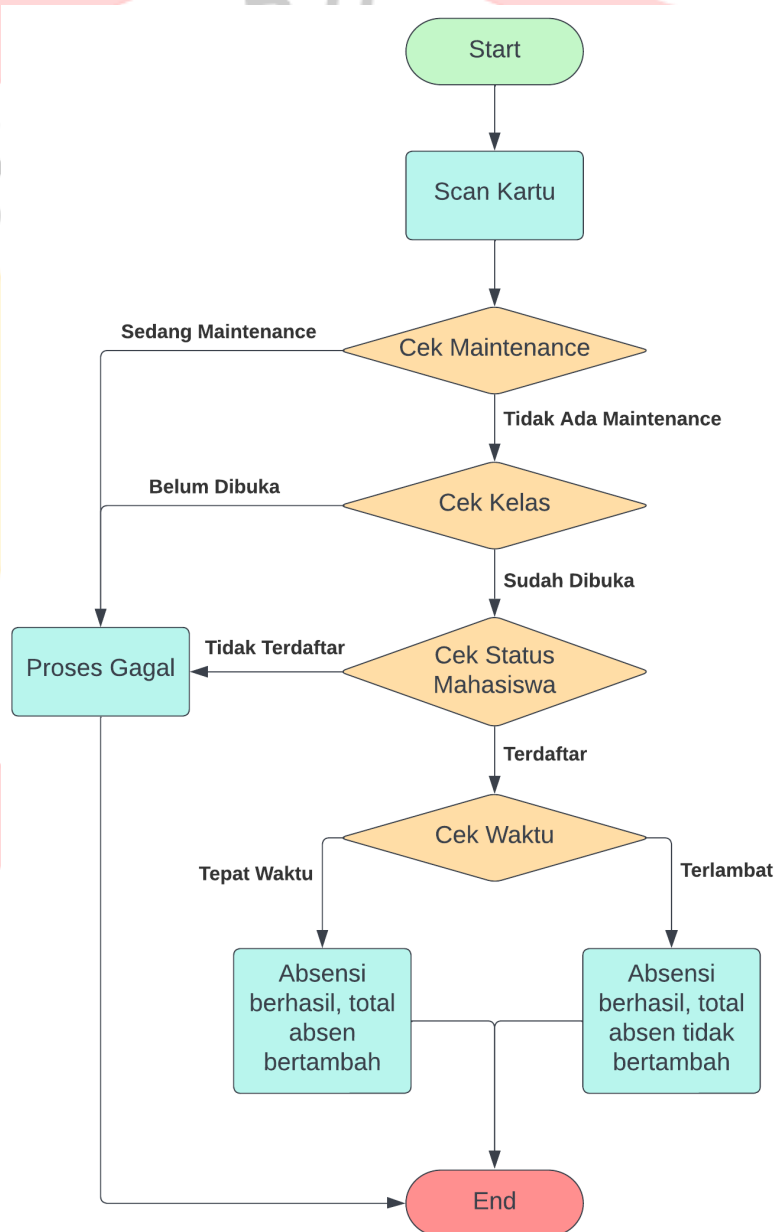 Start
Scan Kartu
Sedang Maintenance
Cek Maintenance
Tidak Ada Maintenance
Belum Dibuka
Cek Kelas
Sudah Dibuka
Proses Gagal
Tidak Terdaftar
Cek Status
Mahasiswa
Terdaftar
Cek Waktu
Tepat Waktu
Terlambat
Absensi
berhasil, total
absen
bertambah
Absensi
berhasil, total
absen tidak
bertambah
End